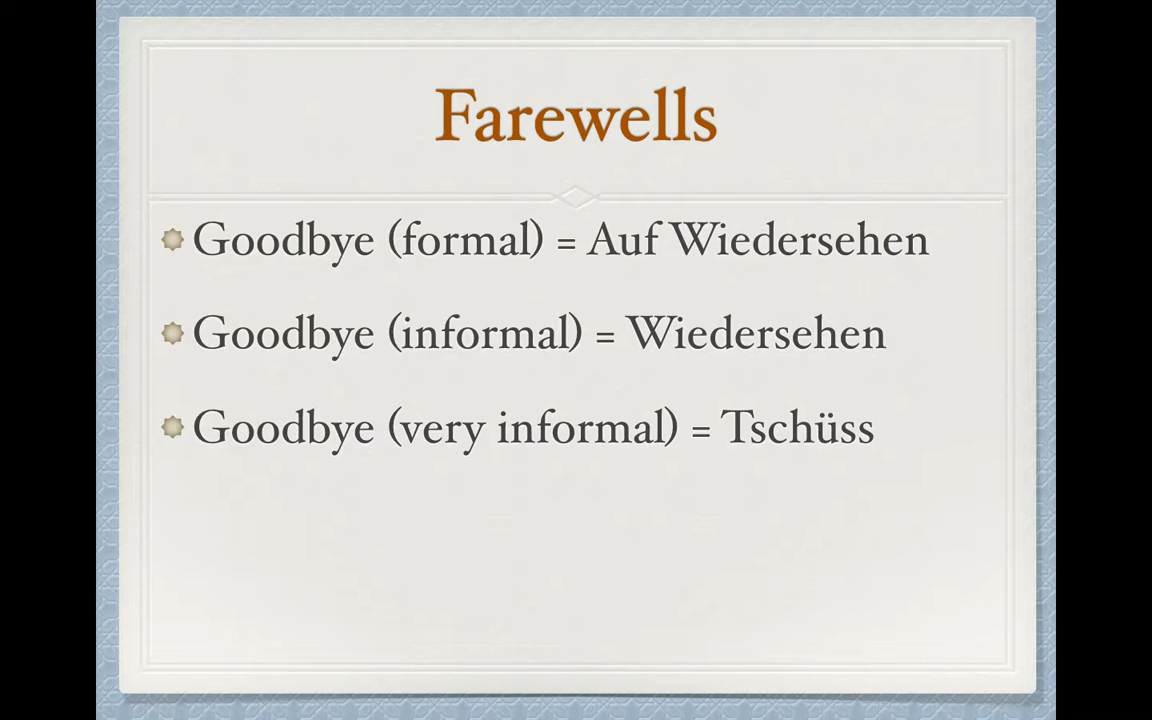 Farewells
Goodbye (formal) = Auf Wiedersehen
Goodbye (informal) = Wiedersehen
Goodbye (very informal) = Tschüss